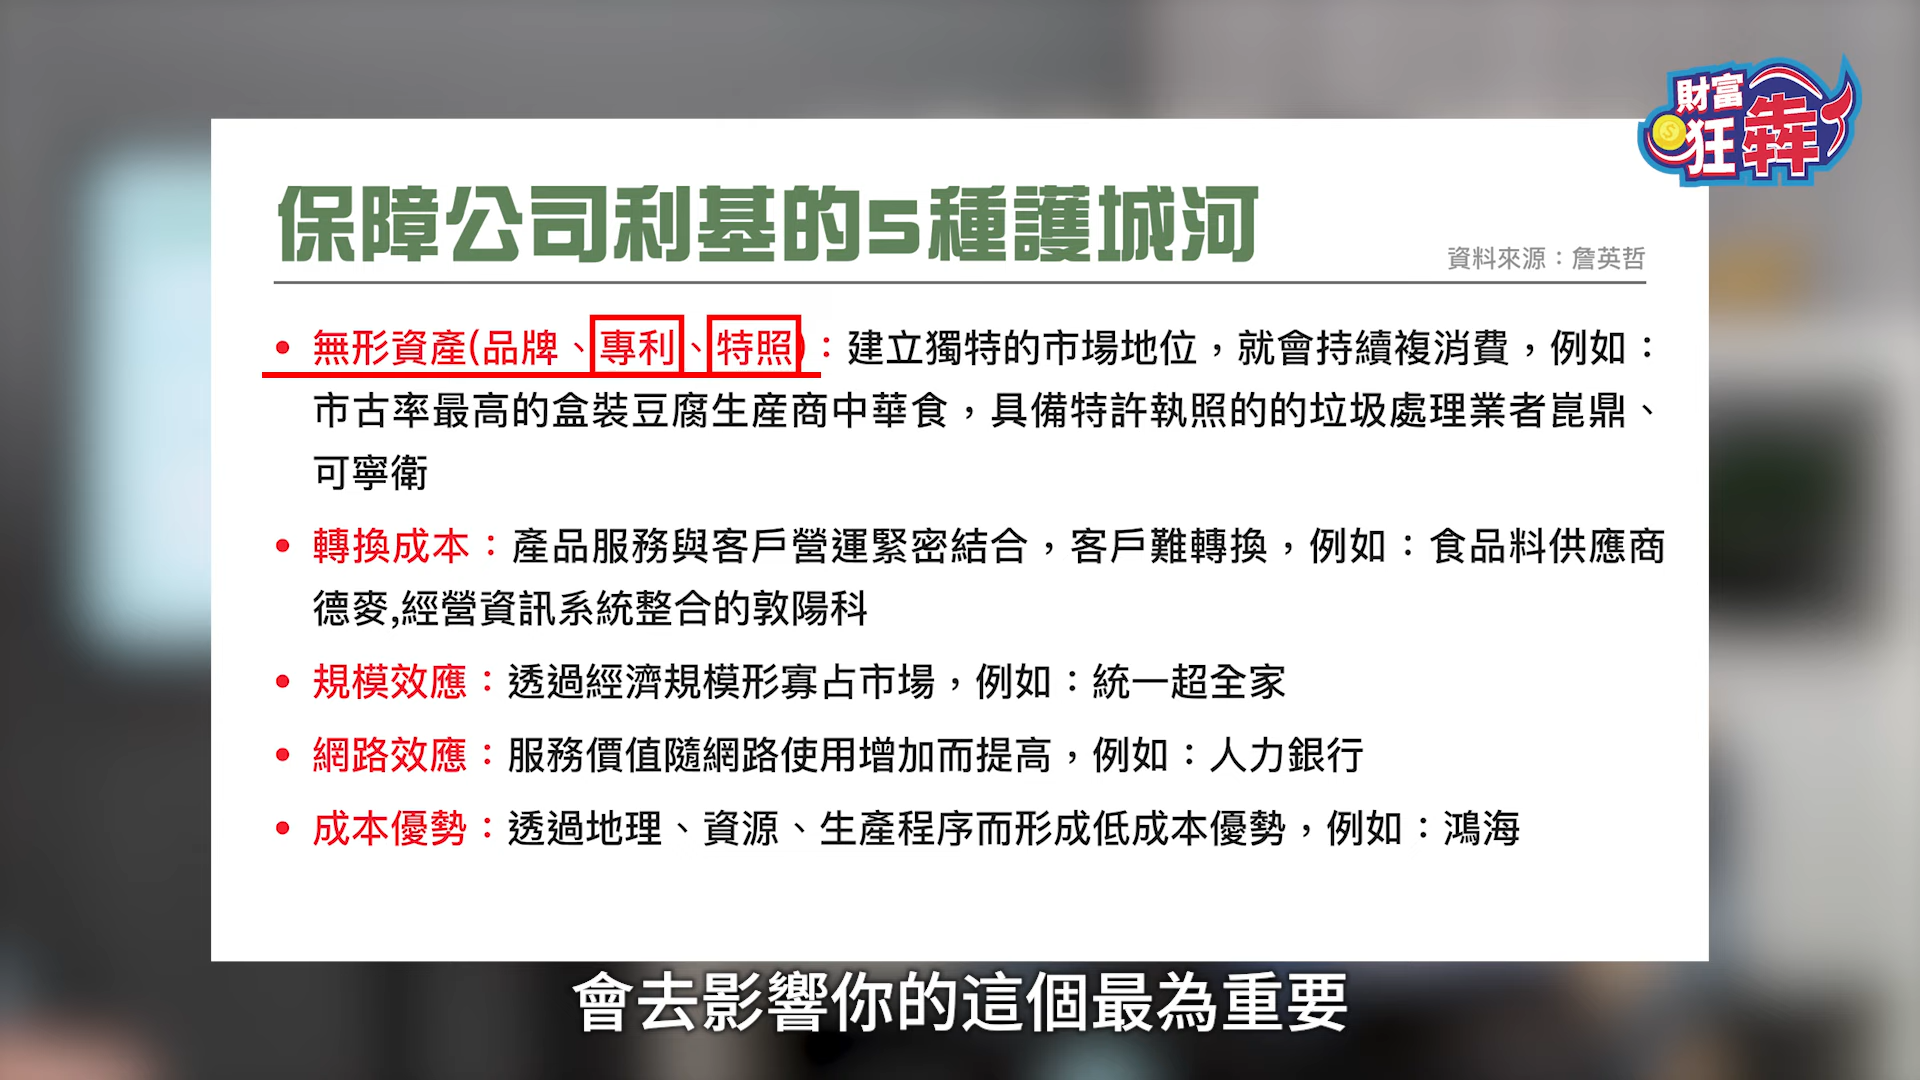 財富
狂犇
保障公司利基的5種護城河
資料來源：詹英哲
• 無形資產(品牌、專利、特照)：建立獨特的市場地位，就會持續複消費，例如：
市古率最高的盒裝豆腐生産商中華食，具備特許執照的的垃圾處理業者崑鼎、
可寧衛
• 轉換成本：產品服務與客戶營運緊密結合，客戶難轉換，例如：食品料供應商
德麥,經營資訊系統整合的敦陽科
• 規模效應：透過經濟規模形寡占市場，例如：統一超全家
• 網路效應：服務價值隨網路使用增加而提高，例如：人力銀行
• 成本優勢：透過地理、資源、生產程序而形成低成本優勢，例如：鴻海
會去影響你的這個最為重要